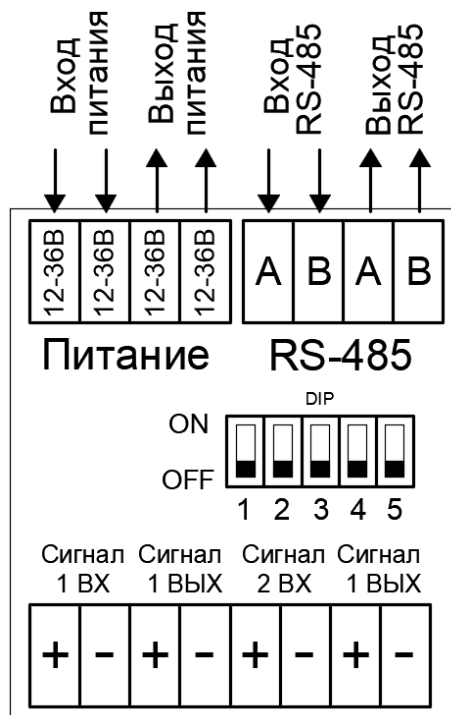 Вход
питания
Выход
питания
Вход
RS-485
Выход
RS-485
12-36В
12-36В
12-36В
12-36В
A
B
A
B
Питание
RS-485
DIP
ON
OFF
1 2 3 4 5
Сигнал
1 ВХ
Сигнал
1 ВЫХ
Сигнал
2 ВХ
Сигнал
1 ВЫХ
+ - + - + - + -